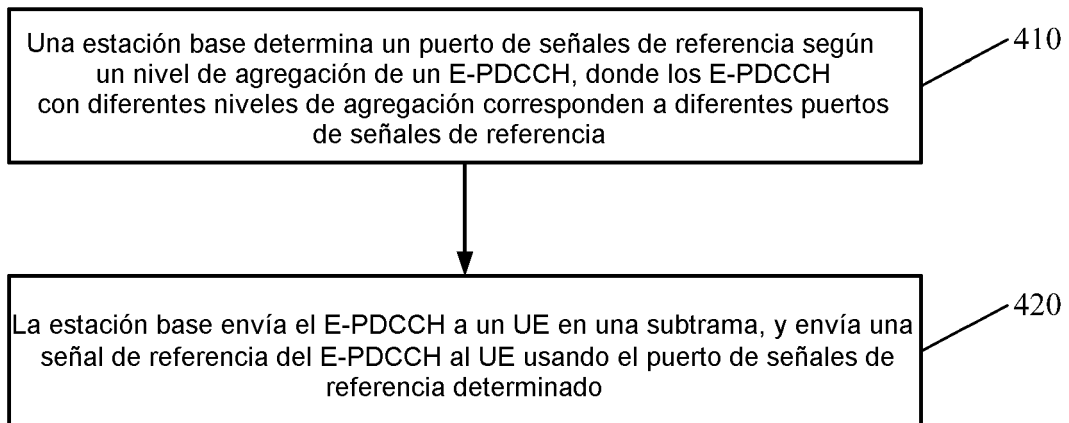 Una estación base determina un puerto de señales de referencia según
un nivel de agregación de un E-PDCCH, donde los E-PDCCH
con diferentes niveles de agregación corresponden a diferentes puertos
de señales de referencia
410
La estación base envía el E-PDCCH a un UE en una subtrama, y envía una
señal de referencia del E-PDCCH al UE usando el puerto de señales de
referencia determinado
420